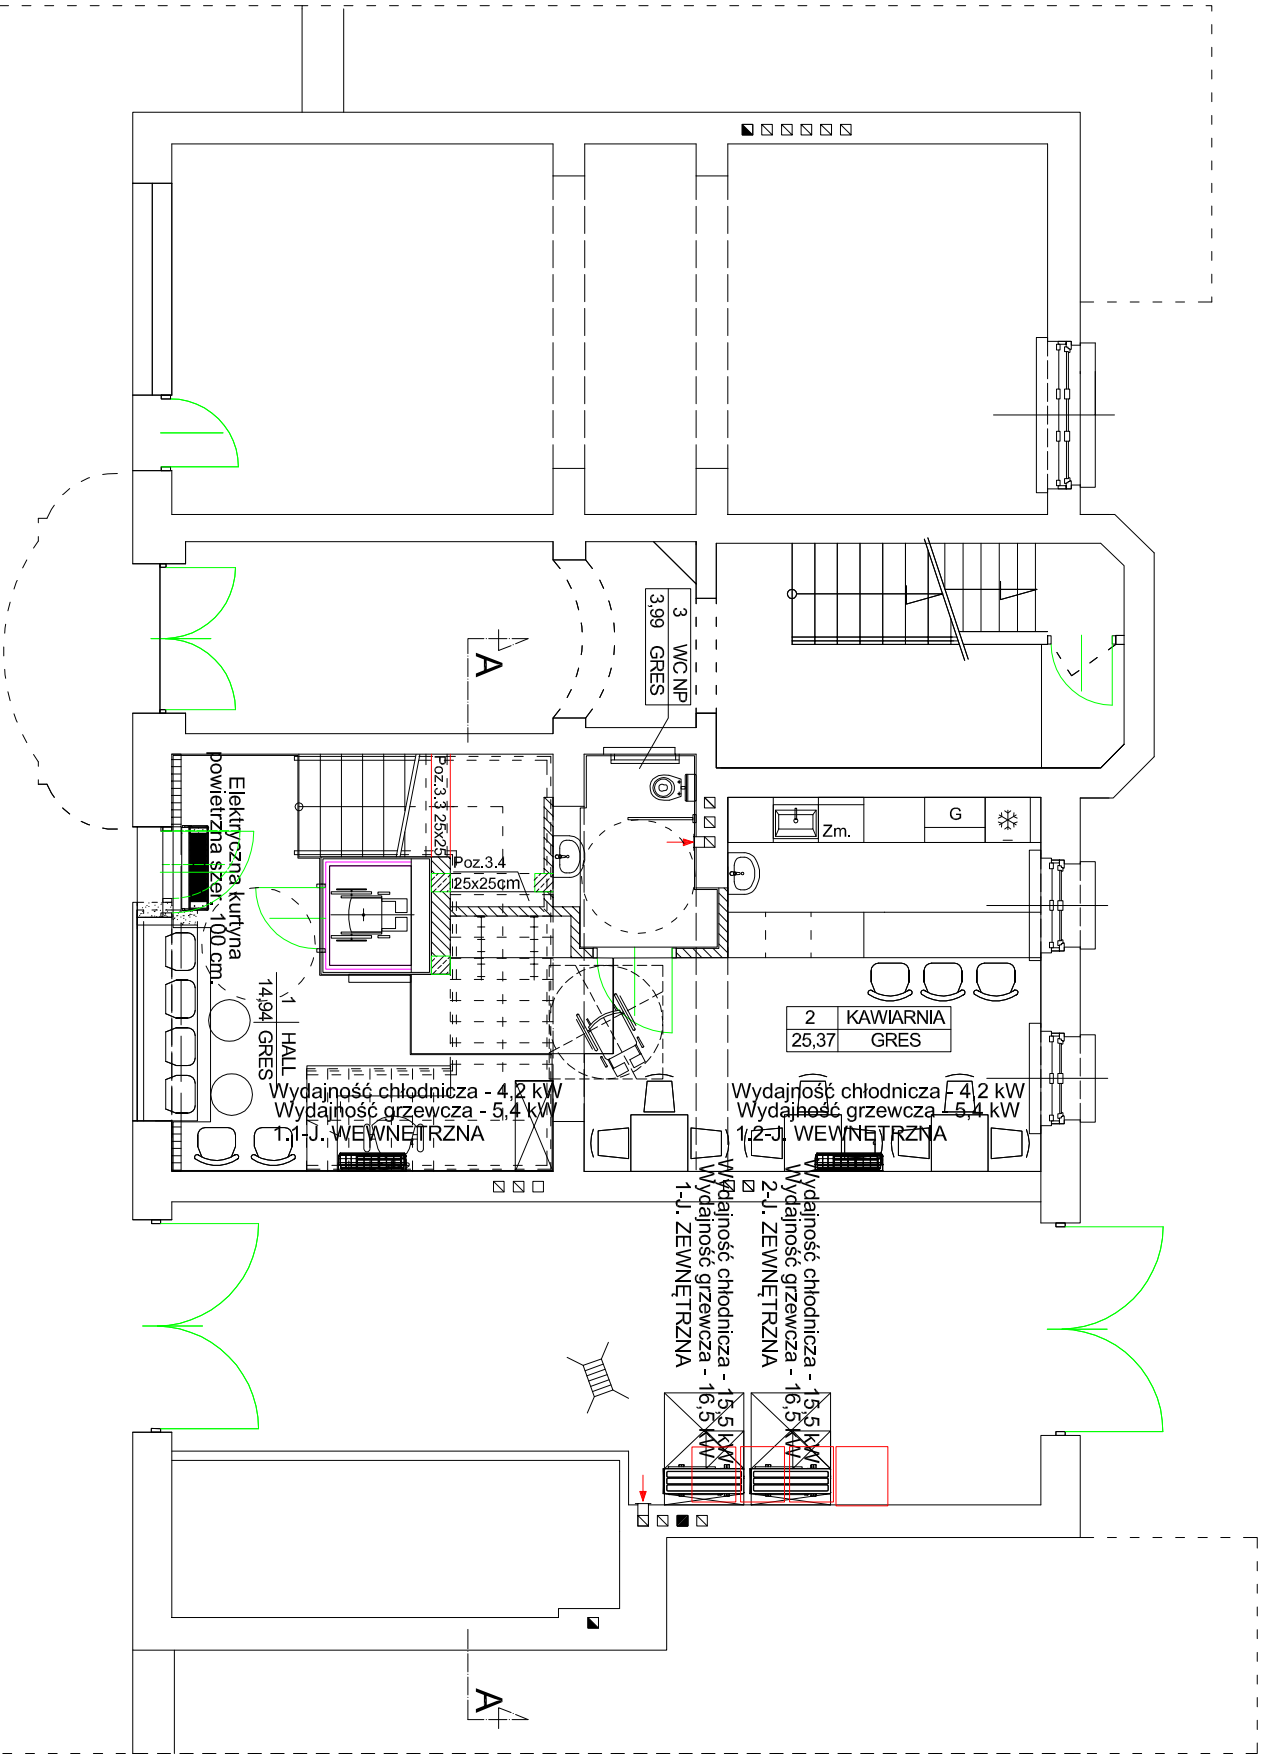 3 WC NP
3,99 GRES
A
Elektryczna kurtyna
powietrzna szer. 100 cm.
Poz.3.3 25x25
Poz.3.4
25x25cm
Zm.
G
1 HALL
14,94 GRES
2 KAWIARNIA
25,37 GRES
Wydajność chłodnicza - 4,2 kW
Wydajność grzewcza - 5,4 kW
1.1-J. WEWNĘTRZNA
Wydajność chłodnicza - 4,2 kW
Wydajność grzewcza - 5,4 kW
1.2-J. WEWNĘTRZNA
Wydajność chłodnicza - 15,5 kW
Wydajność grzewcza - 16,5 kW
1-J. ZEWNĘTRZNA
Wydajność chłodnicza - 15,5 kW
Wydajność grzewcza - 16,5 kW
2-J. ZEWNĘTRZNA
A